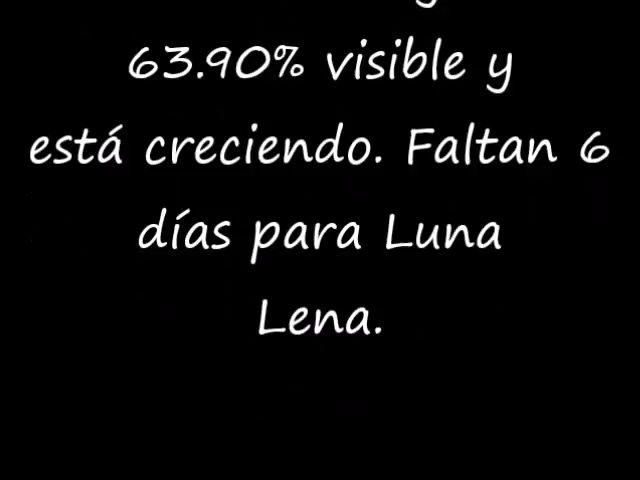 63.90% visible y
está creciendo. Faltan 6
días para Luna
Lena.